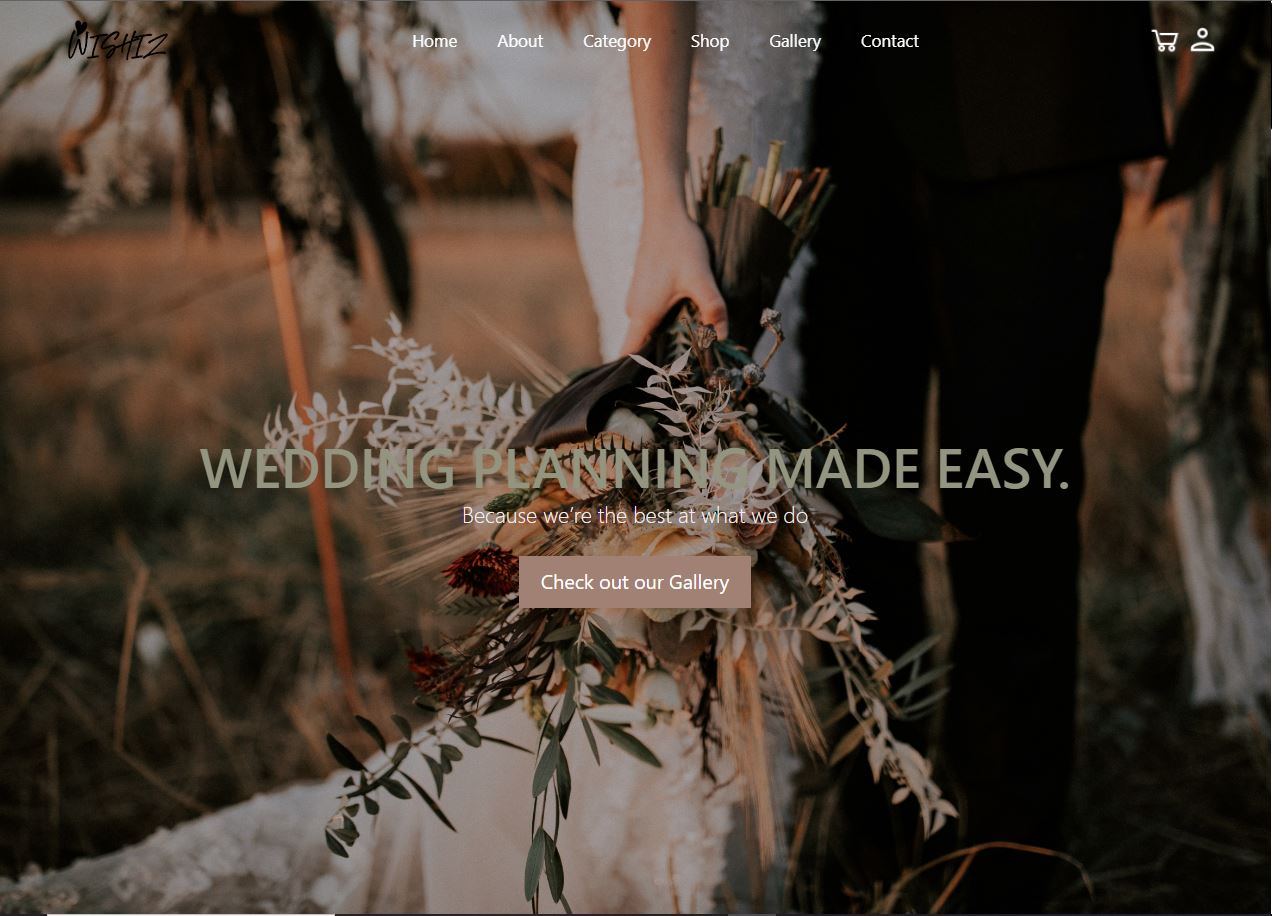 WISHIZ
Home About Category Shop Gallery Contact
WEDDING PLANNING MADE EASY.
Because we're the best at what we do
Check out our Gallery